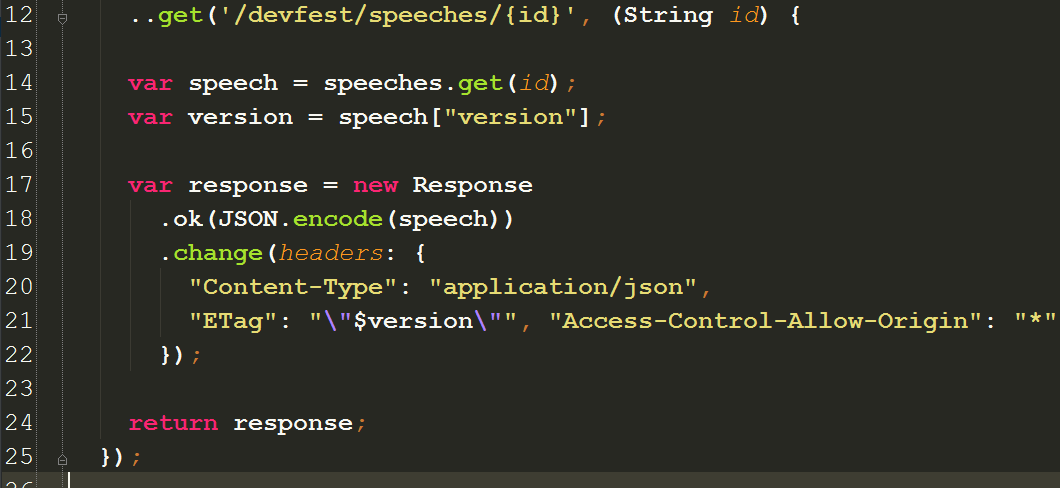 12 ..get('/devfest/speeches/{id}', (String id) {
13
14 var speech = speeches.get(id);
15 var version = speech["version"];
16
17 var response = new Response
18 .ok(JSON.encode(speech))
19 .change(headers: {
20 "Content-Type": "application/json",
21 "ETag": "\"$version\"", "Access-Control-Allow-Origin": "*"
22 });
23
24 return response;
25 });